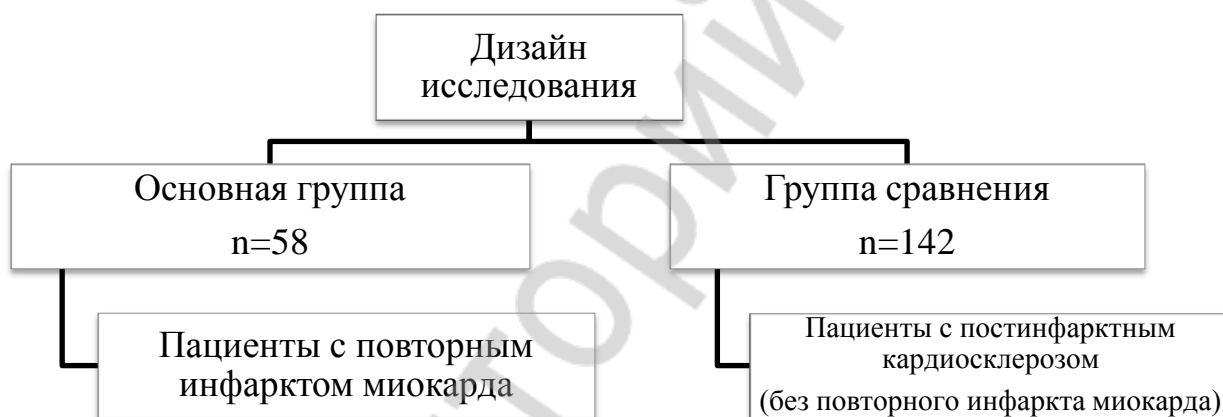 Дизайн
исследования
Основная группа
n=58
Группа сравнения
n=142
Пациенты с повторным
инфарктом миокарда
Пациенты с постинфарктным
кардиосклерозом
(без повторного инфаркта миокарда)